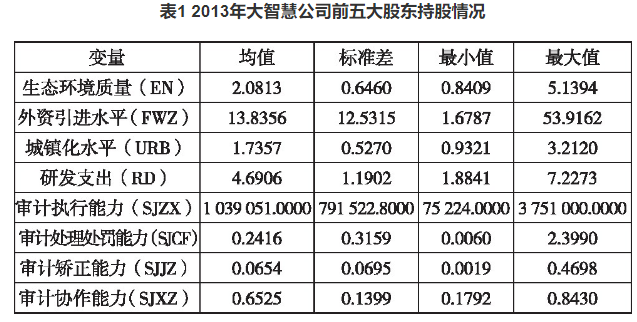 表1 2013年大智慧公司前五大股东持股情况
变量 均值 标准差 最小值 最大值
生态环境质量（EN） 2.0813 0.6460 0.8409 5.1394
外资引进水平（FWZ） 13.8356 12.5315 1.6787 53.9162
城镇化水平（URB） 1.7357 0.5270 0.9321 3.2120
研发支出（RD） 4.6906 1.1902 1.8841 7.2273
审计执行能力（SJZX） 1 039 051.0000 791 522.8000 75 224.0000 3 751 000.0000
审计处理处罚能力(SJCF) 0.2416 0.3159 0.0060 2.3990
审计矫正能力（SJJZ） 0.0654 0.0695 0.0019 0.4698
审计协作能力（SJXZ） 0.6525 0.1399 0.1792 0.8430